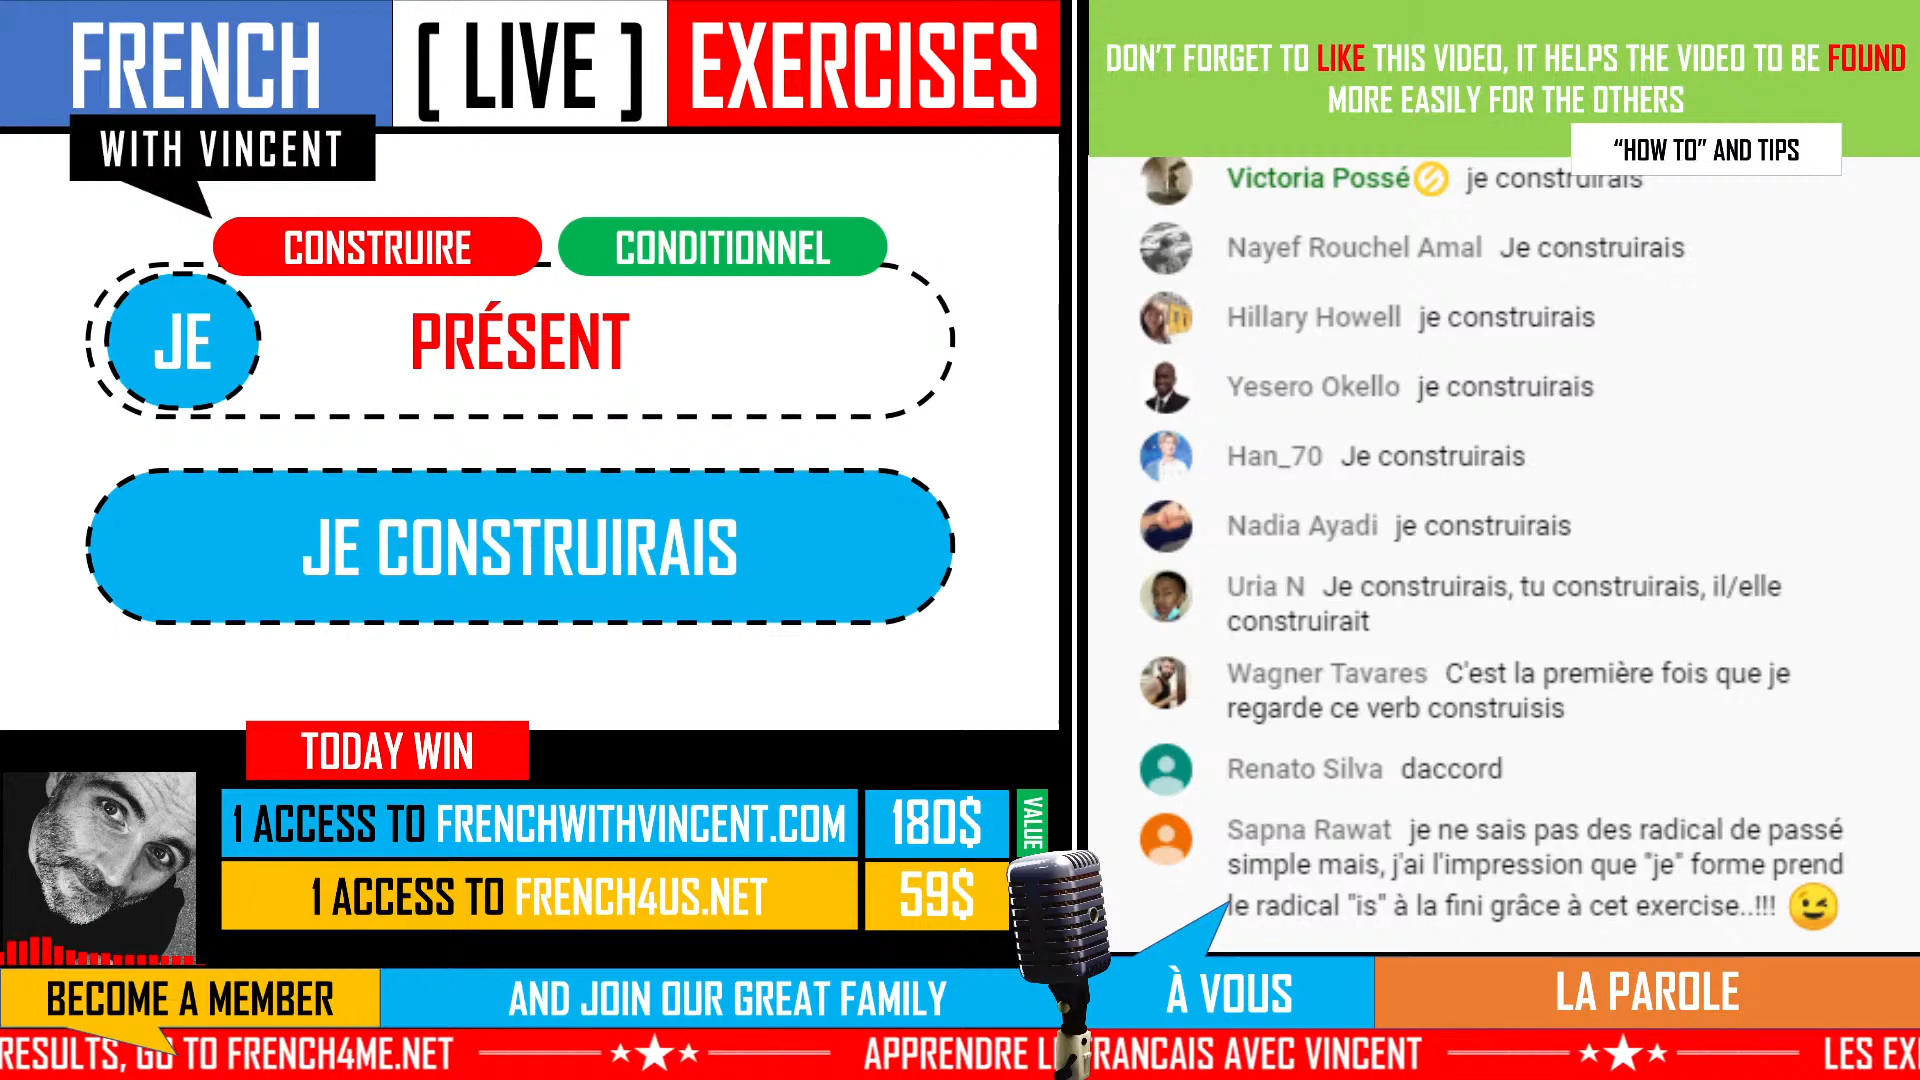 FRENCH
[ LIVE ]
EXERCISES
WITH VINCENT
CONSTRUIRE
CONDITIONNEL
JE
PRÉSENT
JE CONSTRUIRAIS
TODAY WIN
1 ACCESS TO FRENCHWITHVINCENT.COM
180$
VALUE
1 ACCESS TO FRENCH4US.NET
59$
BECOME A MEMBER
AND JOIN OUR GREAT FAMILY
DON'T FORGET TO LIKE THIS VIDEO, IT HELPS THE VIDEO TO BE FOUND
MORE EASILY FOR THE OTHERS
“HOW TO” AND TIPS
Victoria Possé je construirais
Nayef Rouchel Amal Je construirais
Hillary Howell je construirais
Yesero Okello je construirais
Han_70 Je construirais
Nadia Ayadi je construirais
Uria N Je construirais, tu construirais, il/elle
construirait
Wagner Tavares C'est la première fois que je
regarde ce verb construisis
Renato Silva daccord
Sapna Rawat je ne sais pas des radical de passé
simple mais, j'ai l'impression que "je" forme prend
le radical "is" à la fini grâce à cet exercise..!!! 😉
À VOUS
LA PAROLE
RESULTS, GO TO FRENCH4ME.NET
APPRENDRE RANCAIS AVEC VINCENT
LES EX